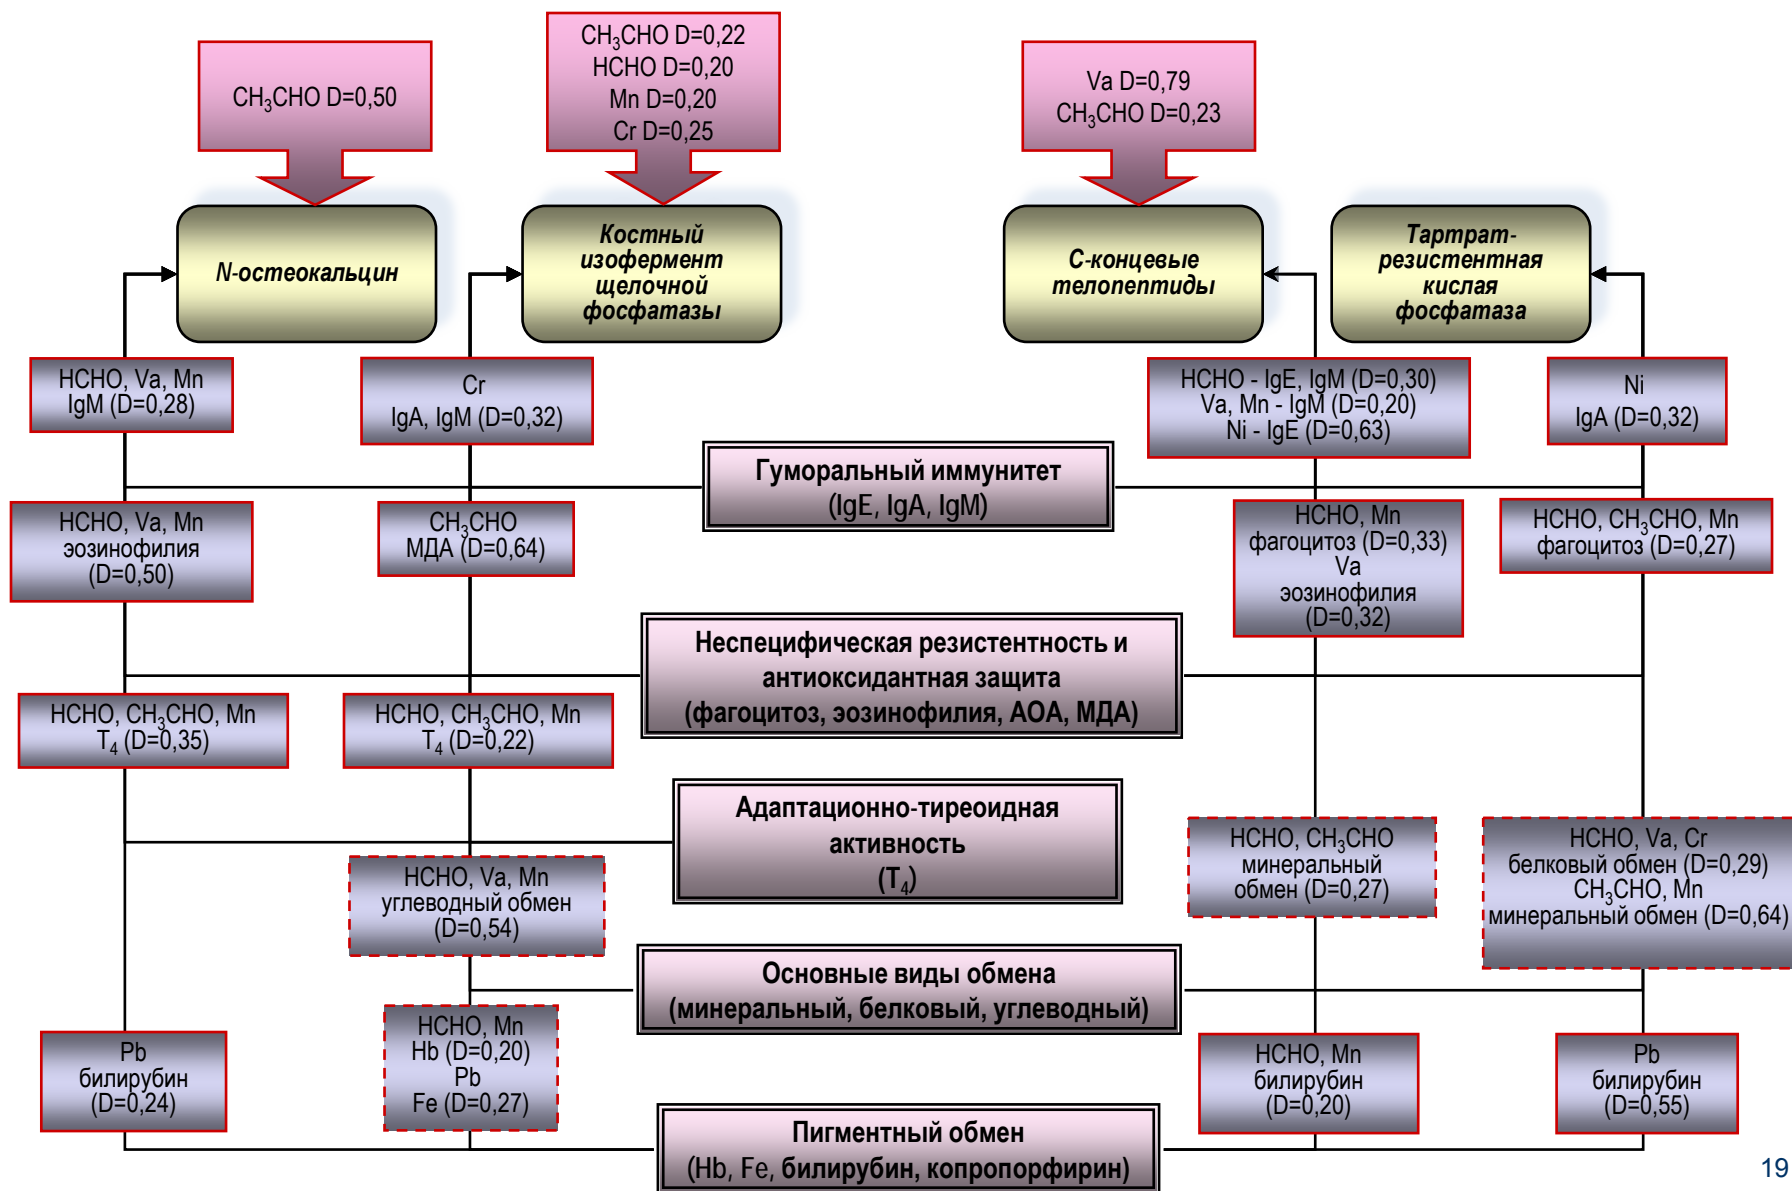 CH₃CHO D=0,50
CH₃CHO D=0,22
HCHO D=0,20
Mn D=0,20
Cr D=0,25
Va D=0,79
CH₃CHO D=0,23
N-остеокальцин
Костный
изофермент
щелочной
фосфатазы
С-концевые
телопептиды
Тартрат-
резистентная
кислая
фосфатаза
HCHO, Va, Mn
IgM (D=0,28)
Cr
IgA, IgM (D=0,32)
HCHO - IgE, IgM (D=0,30)
Va, Mn - IgM (D=0,20)
Ni - IgE (D=0,63)
Ni
IgA (D=0,32)
Гуморальный иммунитет
(IgE, IgA, IgM)
HCHO, Va, Mn
эозинофилия
(D=0,50)
CH₃CHO
МДА (D=0,64)
HCHO, Mn
фагоцитоз (D=0,33)
Va
эозинофилия
(D=0,32)
HCHO, CH₃CHO, Mn
фагоцитоз (D=0,27)
Неспецифическая резистентность и
антиоксидантная защита
(фагоцитоз, эозинофилия, АОА, МДА)
HCHO, CH₃CHO, Mn
T₄ (D=0,35)
HCHO, CH₃CHO, Mn
T₄ (D=0,22)
Адаптационно-тиреоидная
активность
(T₄)
HCHO, Va, Mn
углеводный обмен
(D=0,54)
HCHO, CH₃CHO
минеральный
обмен (D=0,27)
HCHO, Va, Cr
белковый обмен (D=0,29)
CH₃CHO, Mn
минеральный обмен (D=0,64)
Основные виды обмена
(минеральный, белковый, углеводный)
Pb
билирубин
(D=0,24)
HCHO, Mn
Hb (D=0,20)
Pb
Fe (D=0,27)
HCHO, Mn
билирубин
(D=0,20)
Pb
билирубин
(D=0,55)
Пигментный обмен
(Hb, Fe, билирубин, копропорфирин)
19